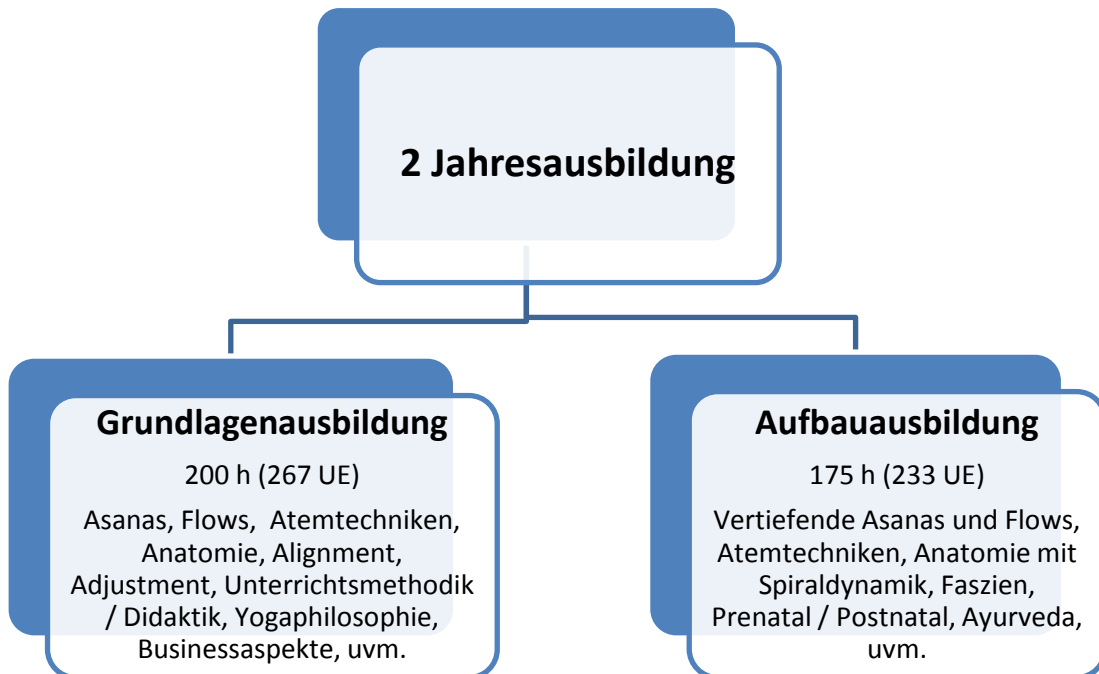 2 Jahresausbildung
Grundlagenausbildung
200 h (267 UE)
Asanas, Flows, Atemtechniken,
Anatomie, Alignment,
Adjustment, Unterrichtsmethodik
/ Didaktik, Yogaphilosophie,
Businessaspekte, uvm.
Aufbauausbildung
175 h (233 UE)
Vertiefende Asanas und Flows,
Atemtechniken, Anatomie mit
Spiraldynamik, Faszien,
Prenatal / Postnatal, Ayurveda,
uvm.